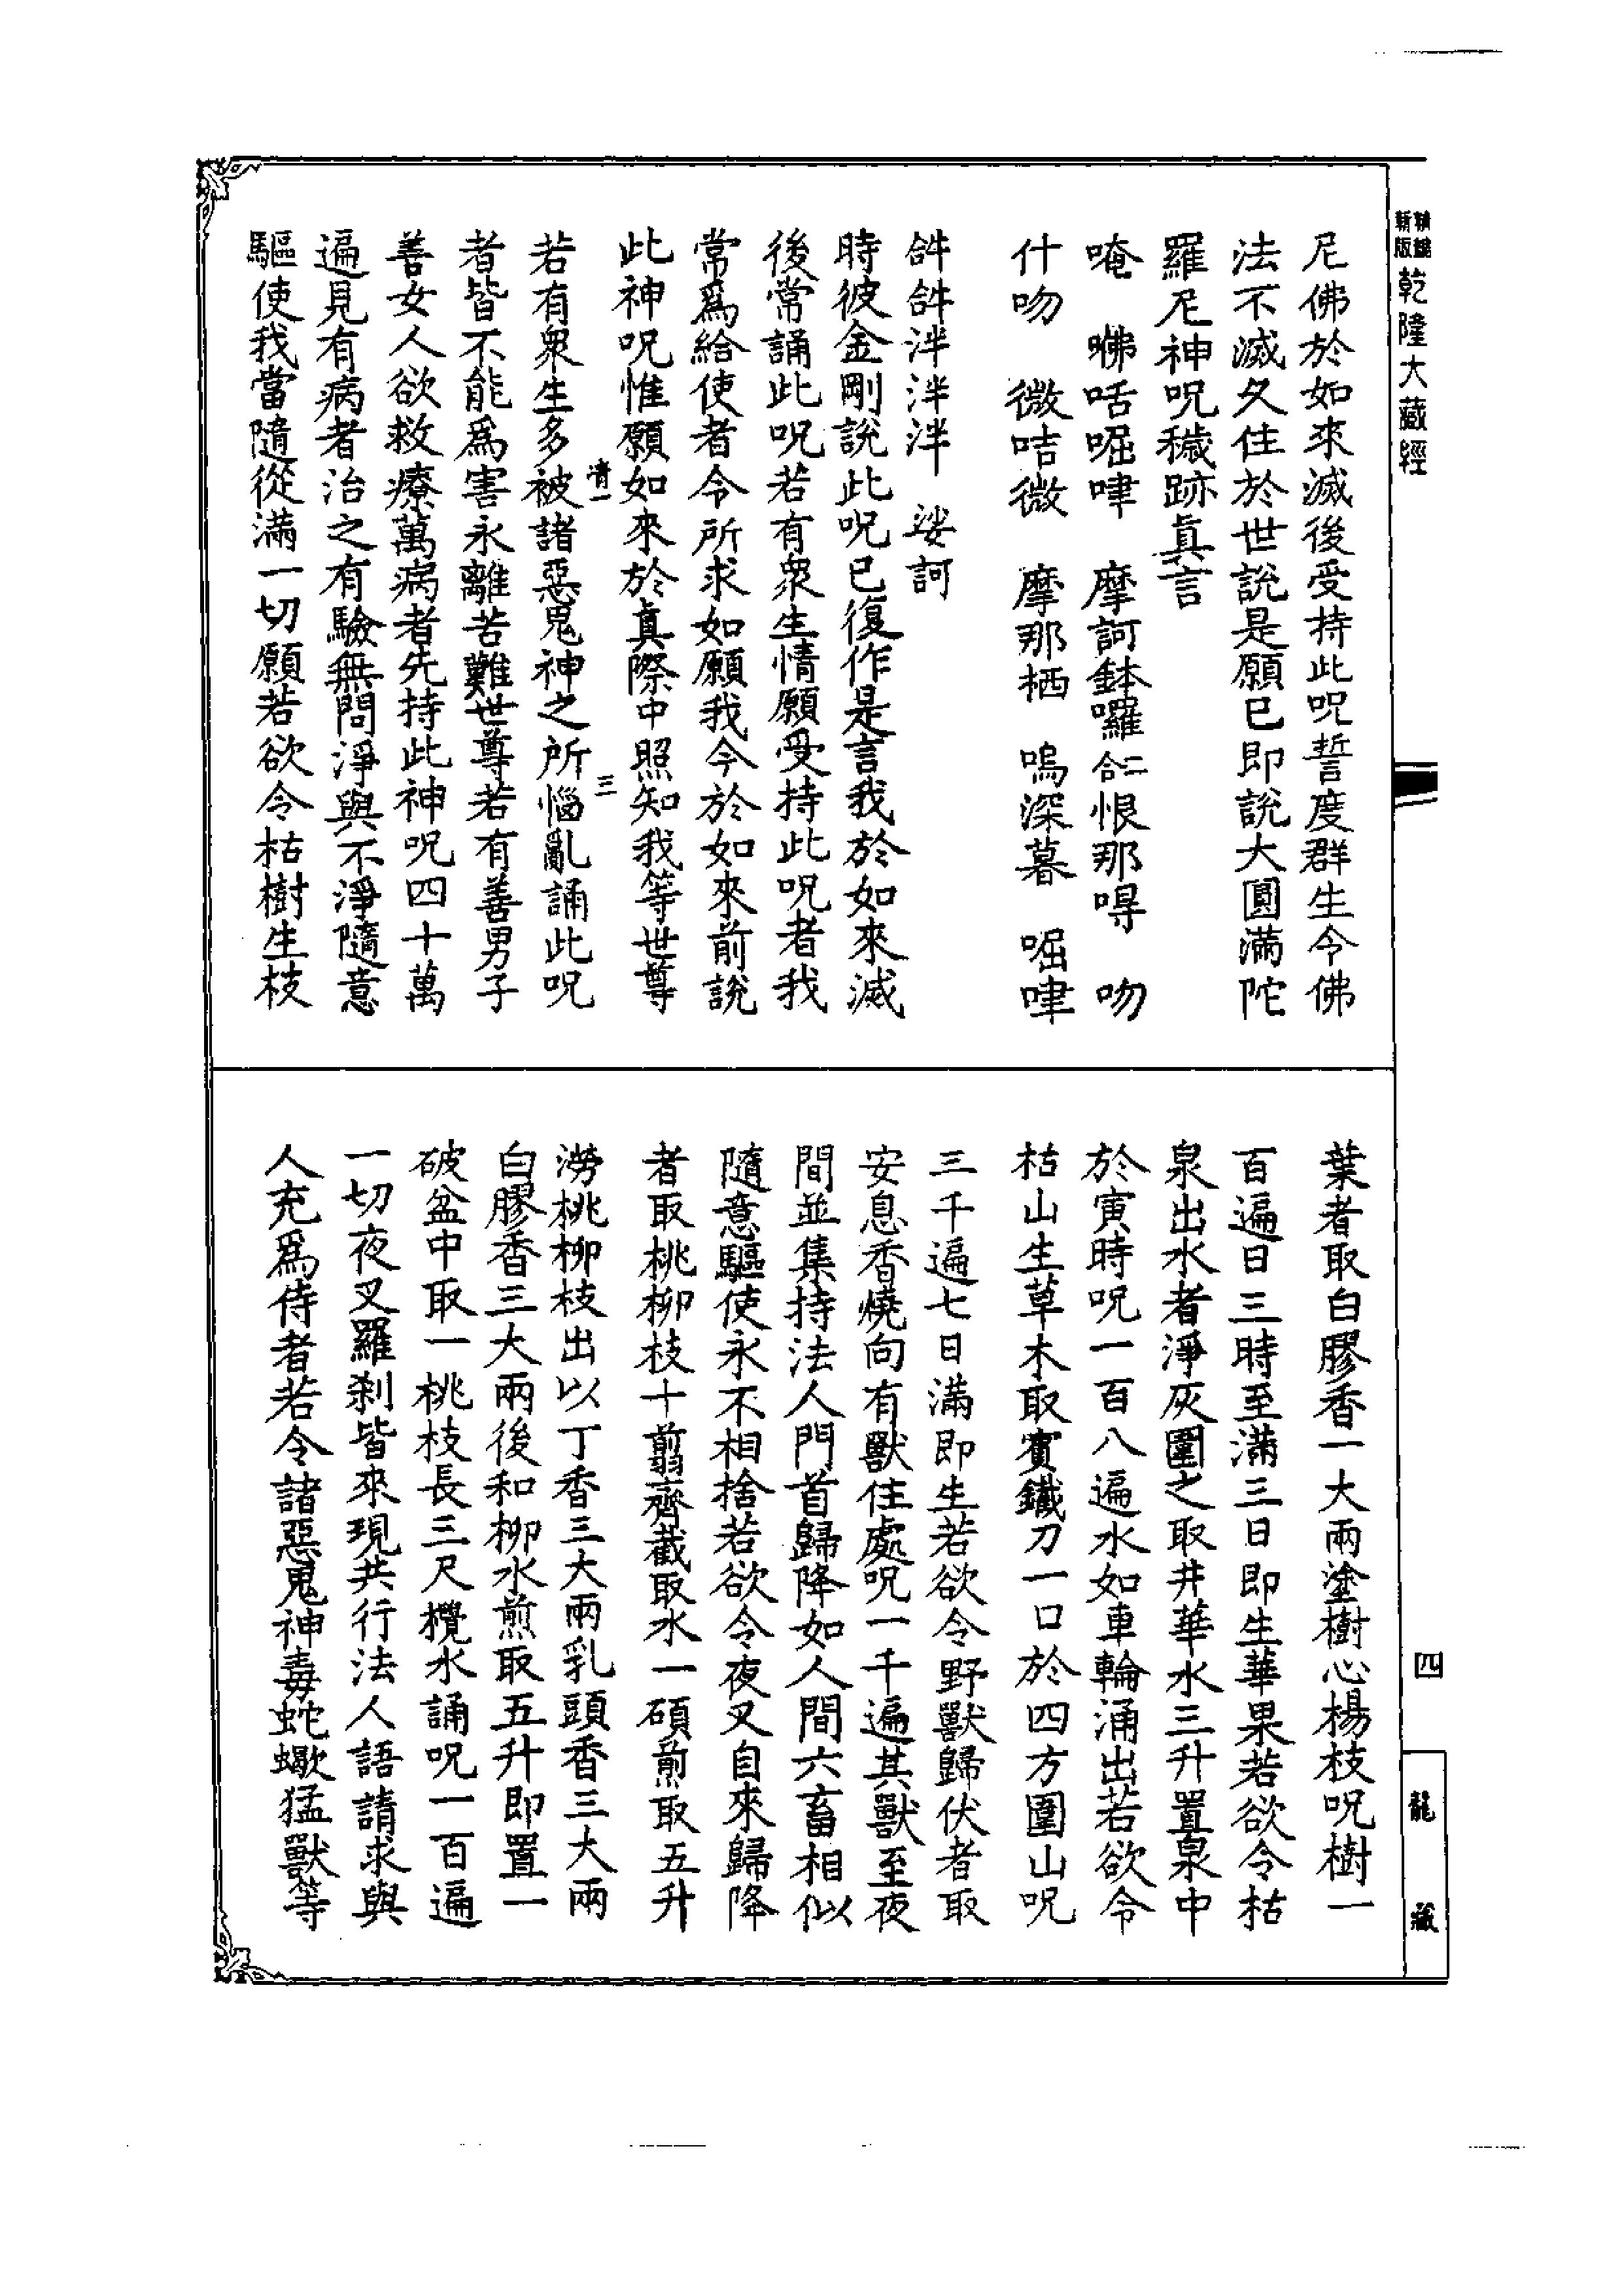 新編
新版
乾隆大藏經
尼佛於如來滅後受持此呪誓度群生令佛
法不滅久住於世說是願已即說大圓滿陀
羅尼神呪穢跡真言
唵 咈咶啒㖀 摩訶鉢囉合二恨那㖶 吻
什吻 微咭微 摩那栖 嗚深暮 啒㖀
𤙖𤙖泮泮泮 娑訶
時彼金剛說此呪已復作是言我於如來滅
後常誦此呪若有衆生情願受持此呪者我
常爲給使者令所求如願我今於如來前說
此神呪惟願如來於真際中照知我等世尊
三
若有衆生多被諸惡鬼神之所惱亂誦此呪
者皆不能爲害永離苦難世尊若有善男子
善女人欲救療萬病者先持此神呪四十萬
遍見有病者治之有驗無問淨與不淨隨意
驅使我當隨從滿一切願若欲令枯樹生枝
四
龍藏
葉者取白膠香一大兩塗樹心楊枝呪樹一
百遍日三時至滿三日即生華果若欲令枯
泉出水者淨灰圍之取井華水三升置泉中
於寅時呪一百八遍水如車輪涌出若欲令
枯山生草木取賓鐵刀一口於四方圍山呪
三千遍七日滿即生若欲令野獸歸伏者取
安息香燒向有獸住處呪一千遍其獸至夜
間並集持法人門首歸降如人間六畜相似
隨意驅使永不相捨若欲令夜叉自來歸降
者取桃柳枝十翦齊截取水一碩煎取五升
澇桃柳枝出以丁香三大兩乳頭香三大兩
白膠香三大兩後和柳水煎取五升即置一
破盆中取一桃枝長三尺攪水誦呪一百遍
一切夜叉羅刹皆來現共行法人語請求與
人充爲侍者若令諸惡鬼神毒蛇蠍猛獸等